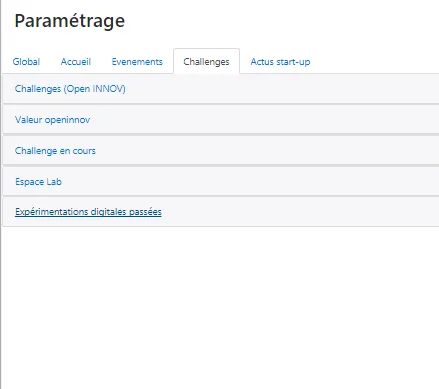 Paramétrage
Global Accueil Evenements Challenges Actus start-up
Challenges (Open INNOV)
Valeur openinnov
Challenge en cours
Espace Lab
Expérimentations digitales passées